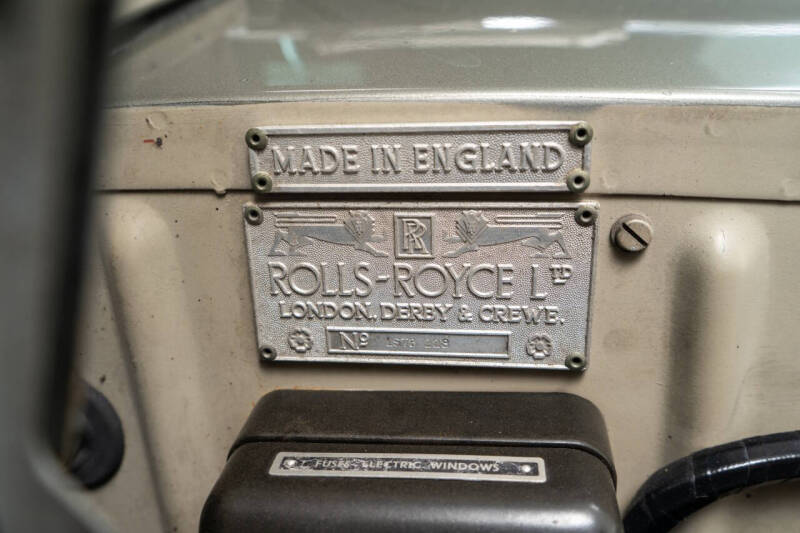 MADE IN ENGLAND
RR
ROLLS-ROYCE LTD
LONDON, DERBY & CREWE.
Nº
FUSES-ELECTRIC WINDOWS